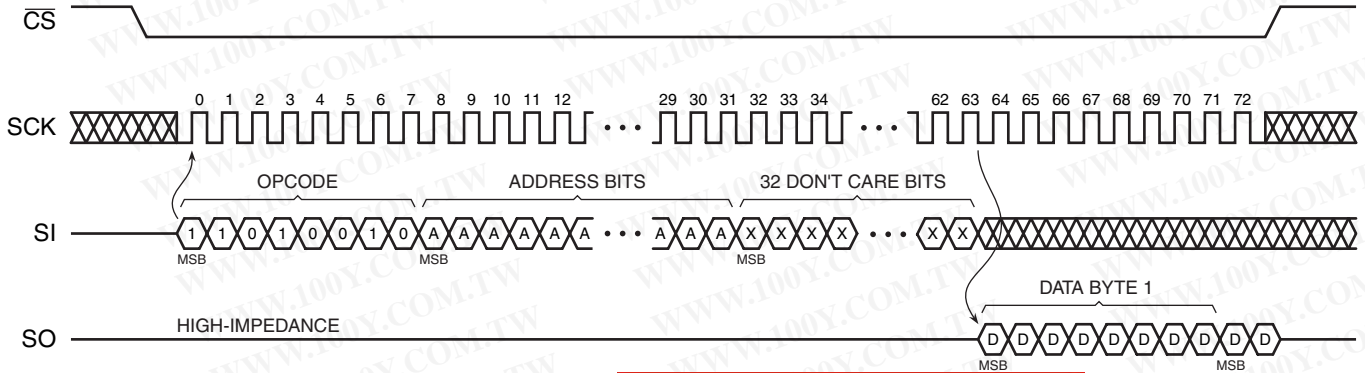 CS
0 1 2 3 4 5 6 7 8 9 10 11 12 29 30 31 32 33 34 62 63 64 65 66 67 68 69 70 71 72
SCK
OPCODE ADDRESS BITS 32 DON'T CARE BITS
SI 1 1 0 1 0 0 1 0 A A A A A A A A A X X X X X X
MSB MSB MSB
DATA BYTE 1
HIGH-IMPEDANCE
SO D D D D D D D D D D
MSB MSB
WWW.100Y.COM.TW